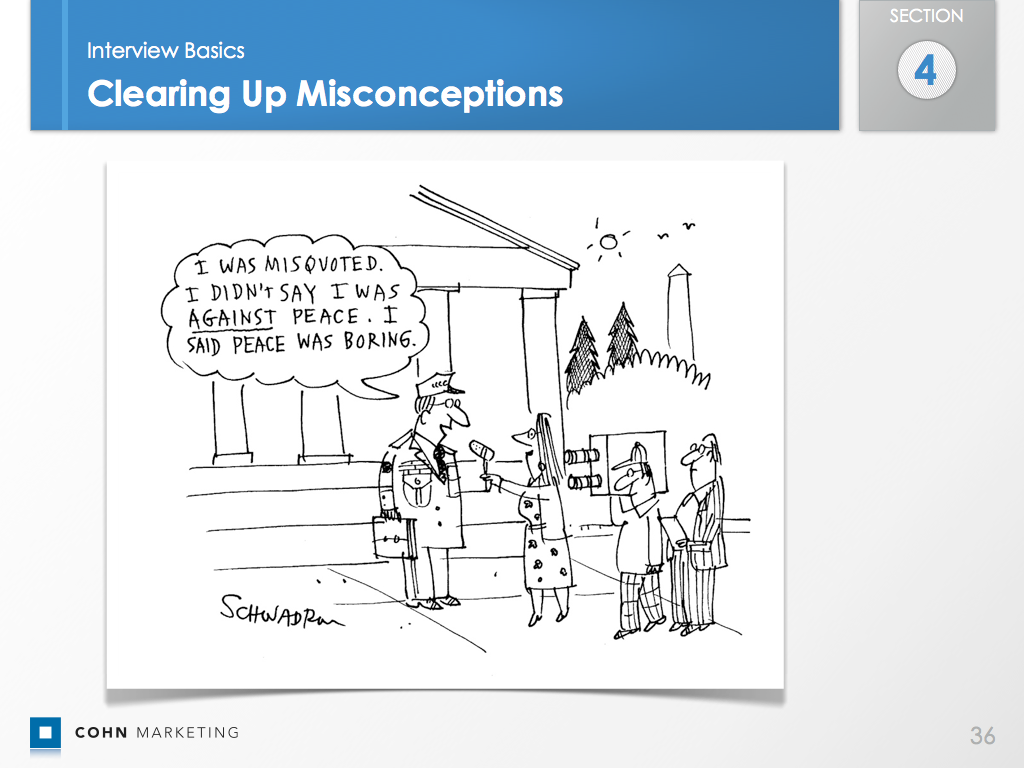 Interview Basics
Clearing Up Misconceptions
SECTION
4
I WAS MISQUOTED.
I DIDN'T SAY I WAS
AGAINST PEACE. I
SAID PEACE WAS BORING.
SCHWADRON
COHN MARKETING
36